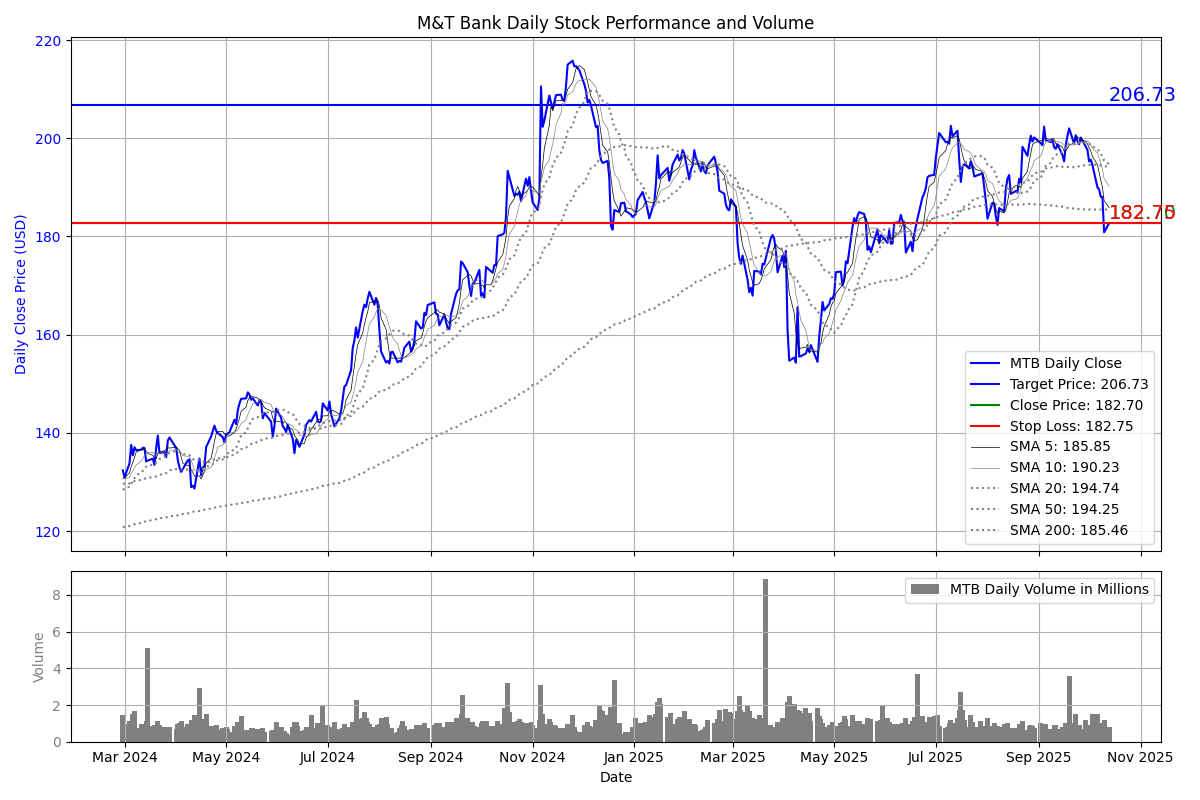 M&T Bank Daily Stock Performance and Volume
220
200
180
160
140
120
Daily Close Price (USD)
206.73
182.75
MTB Daily Close
Target Price: 206.73
Close Price: 182.70
Stop Loss: 182.75
SMA 5: 185.85
SMA 10: 190.23
SMA 20: 194.74
SMA 50: 194.25
SMA 200: 185.46
8
6
4
2
0
Volume
MTB Daily Volume in Millions
Mar 2024 May 2024 Jul 2024 Sep 2024 Nov 2024 Jan 2025 Mar 2025 May 2025 Jul 2025 Sep 2025 Nov 2025
Date